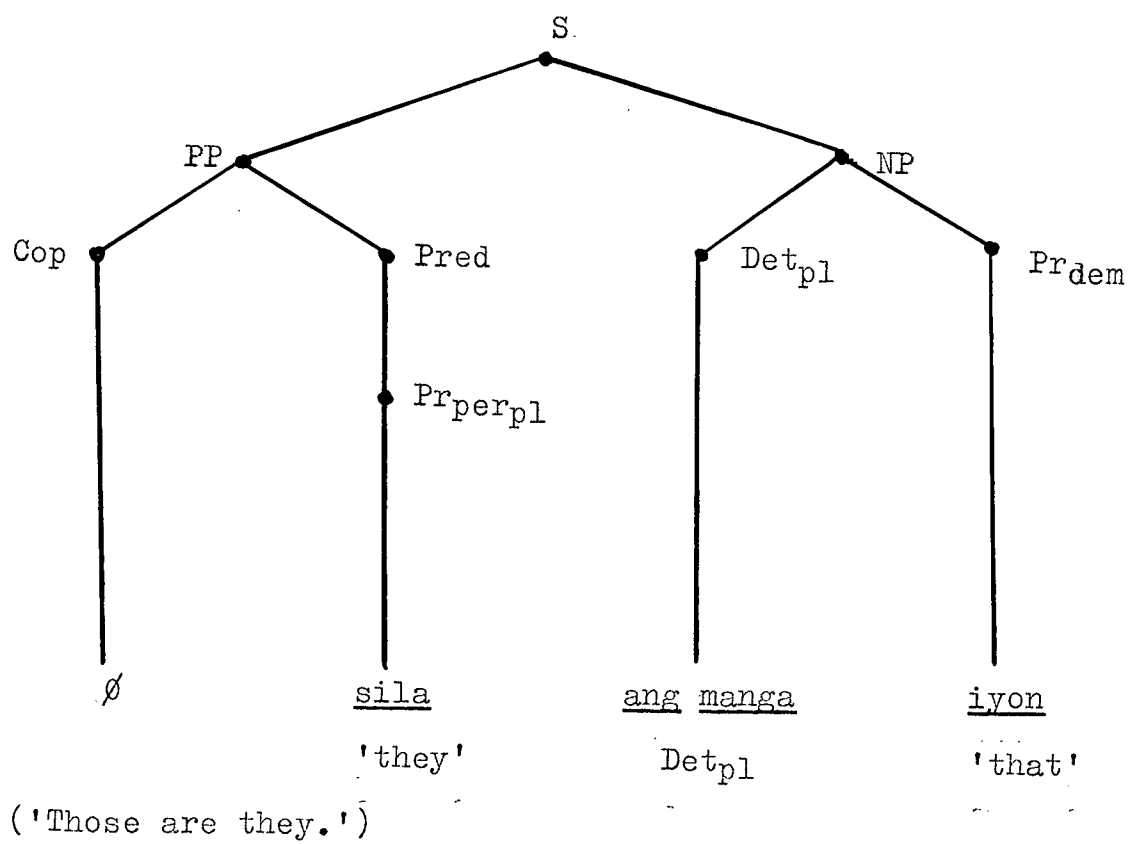 S
PP NP
Cop Pred Det_pl Pr_dem
Pr_per_pl
Ø sila ang manga iyon
'they' Det_pl 'that'
('Those are they.')